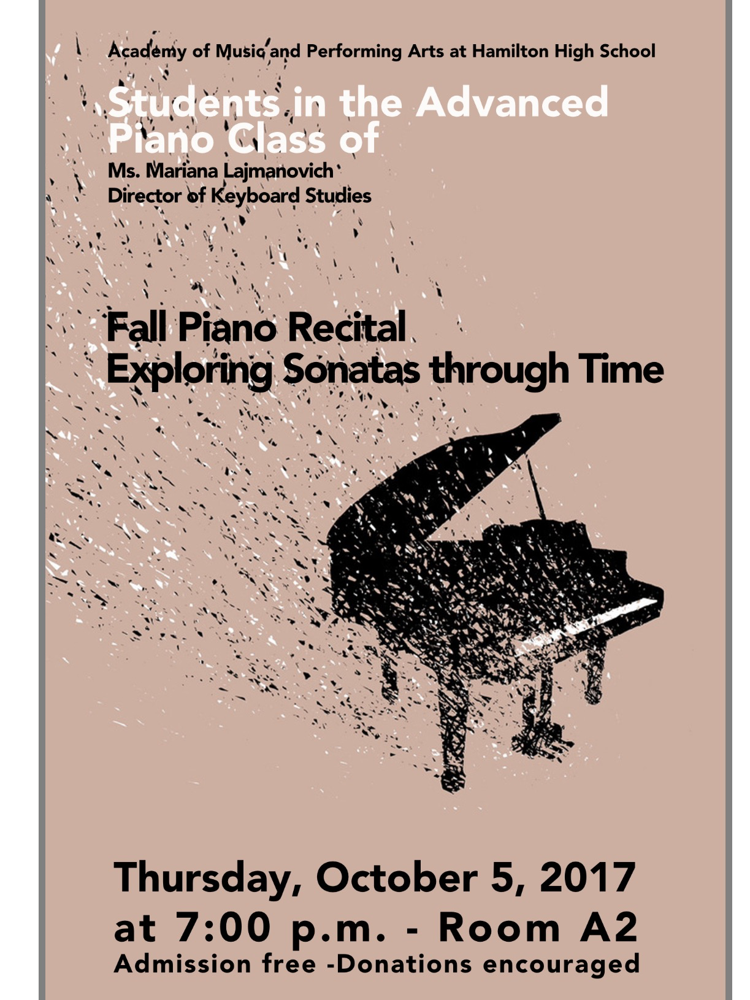 Academy of Music and Performing Arts at Hamilton High School
Students in the Advanced
Piano Class of
Ms. Mariana Lajmanovich
Director of Keyboard Studies
Fall Piano Recital
Exploring Sonatas through Time
Thursday, October 5, 2017
at 7:00 p.m. - Room A2
Admission free -Donations encouraged